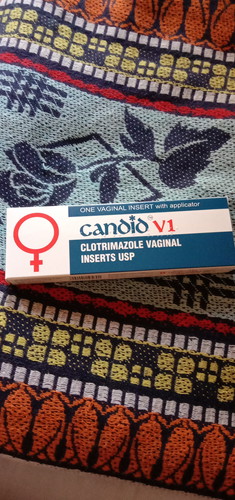 ONE VAGINAL INSERT with applicator
candid V1
CLOTRIMAZOLE VAGINAL
INSERTS USP